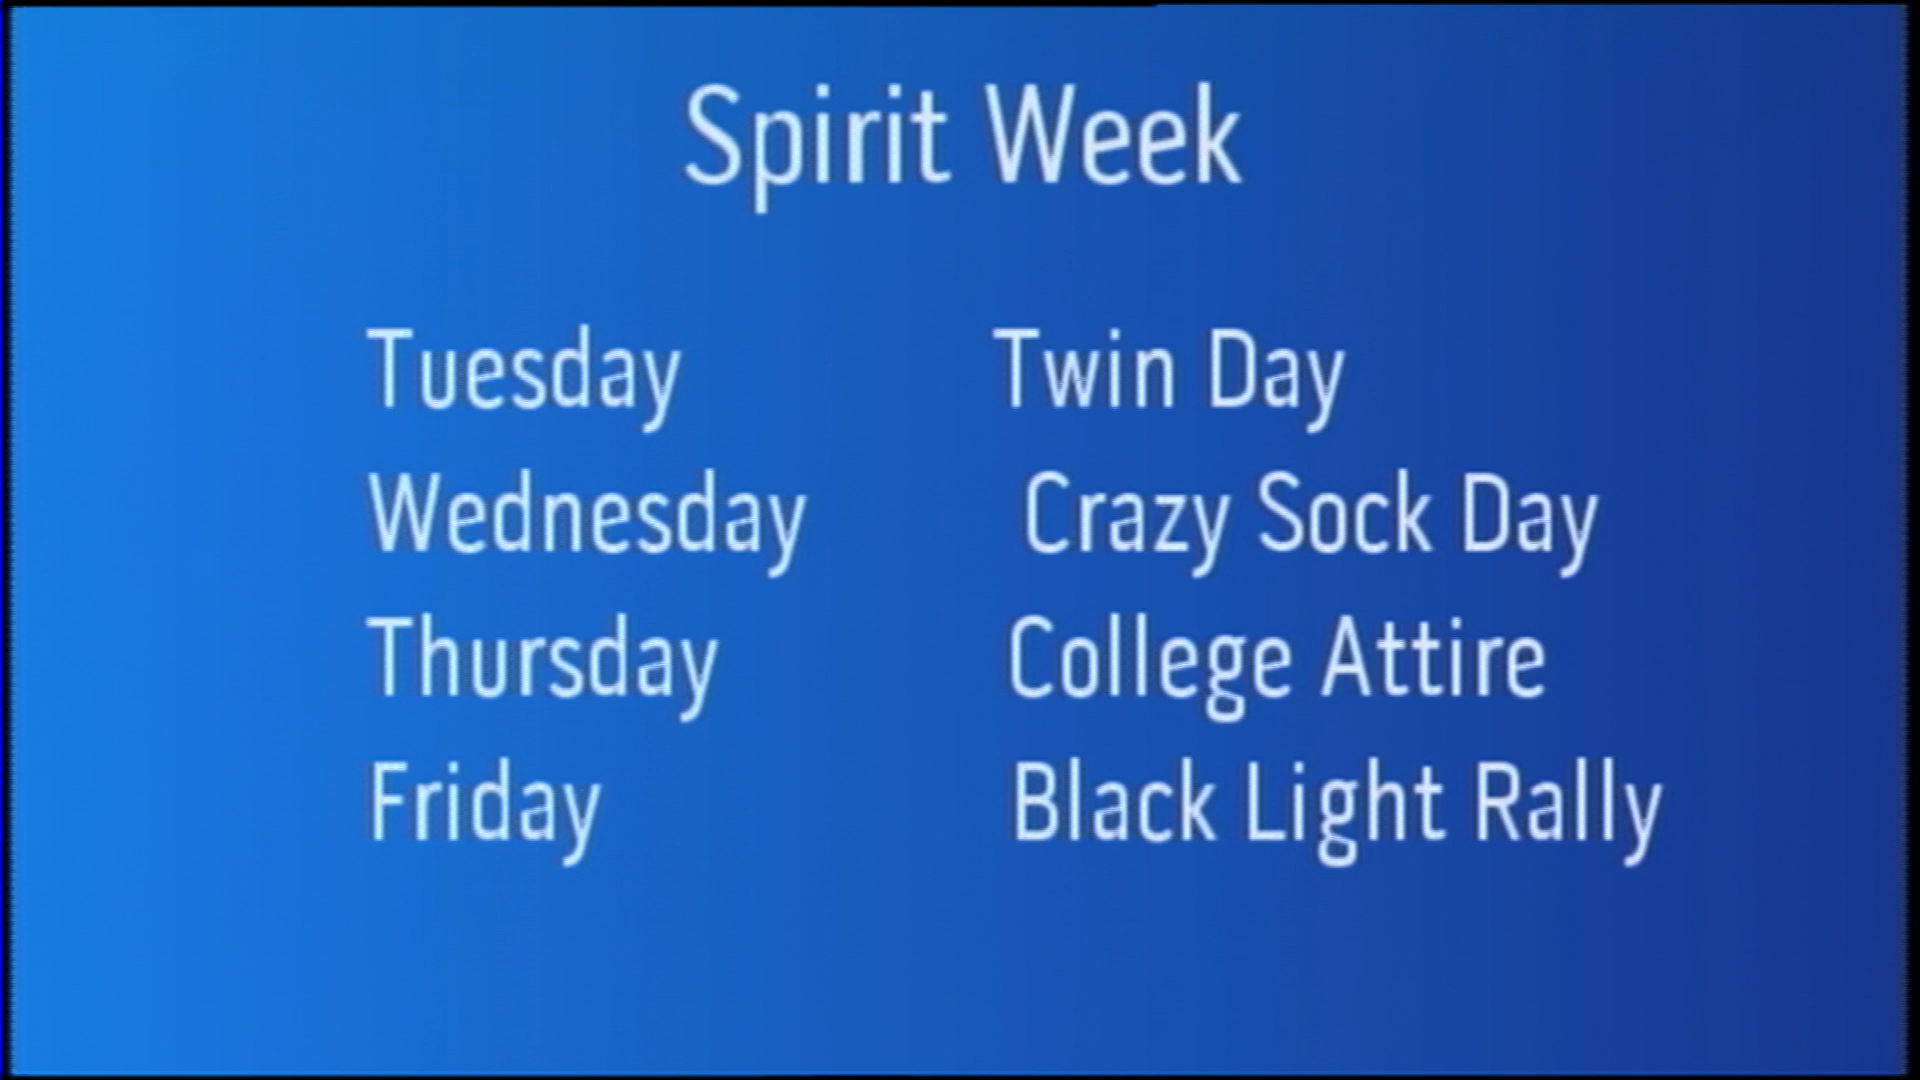 Spirit Week
Tuesday Twin Day
Wednesday Crazy Sock Day
Thursday College Attire
Friday Black Light Rally